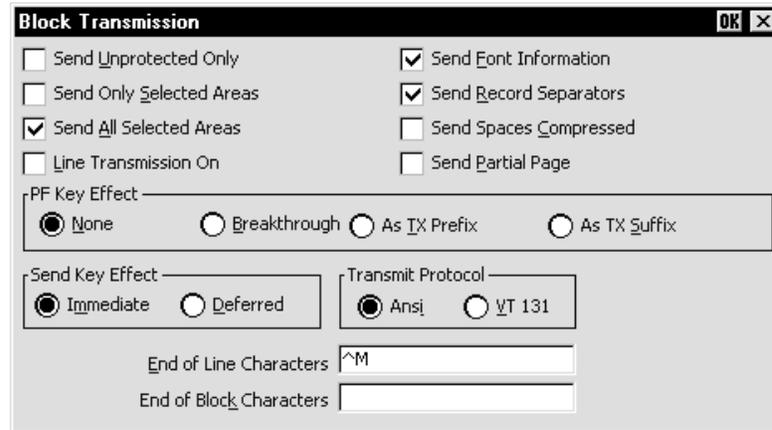 Block Transmission OK ×
Send Unprotected Only Send Font Information
Send Only Selected Areas Send Record Separators
Send All Selected Areas Send Spaces Compressed
Line Transmission On Send Partial Page
PF Key Effect
None Breakthrough As TX Prefix As TX Suffix
Send Key Effect Transmit Protocol
Immediate Deferred Ansi VT 131
End of Line Characters ^M
End of Block Characters